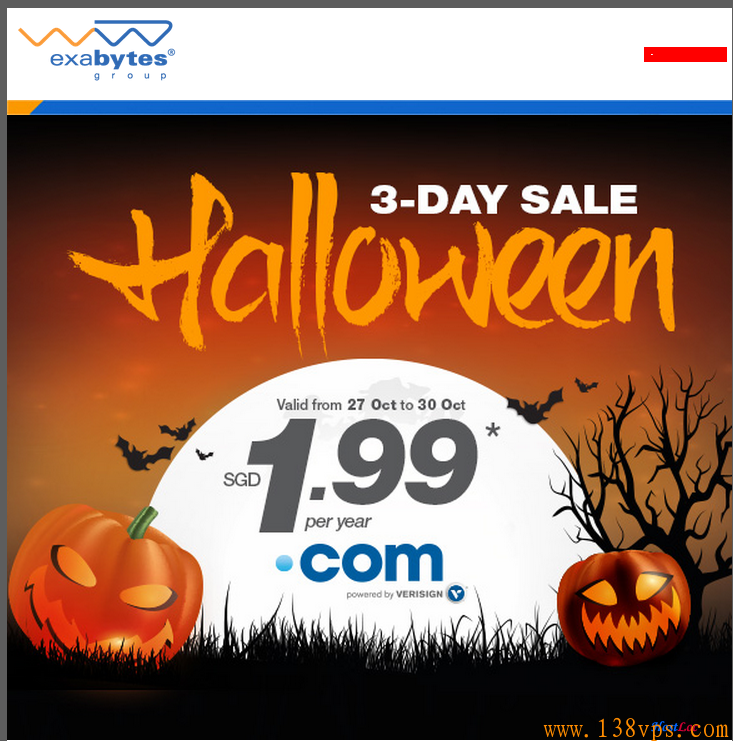 exabytes®
group
3-DAY SALE
Halloween
Valid from 27 Oct to 30 Oct
SGD 1.99*
per year
.com
powered by VERISIGN
www.138vps.com